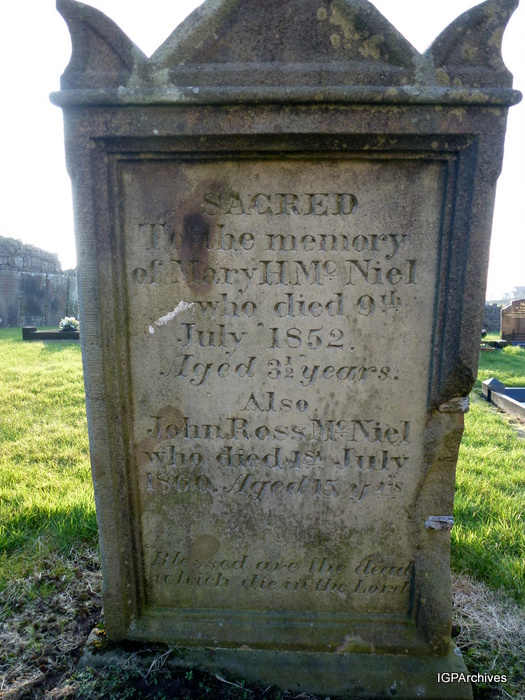 SACRED
To the memory
of Mary H. Mc Niel
who died 9th
July 1852.
Aged 3½ years.
Also
John Ross Mc Niel
who died 1st July
1860. Aged 15 yrs
Blessed are the dead
which die in the Lord
IGPArchives